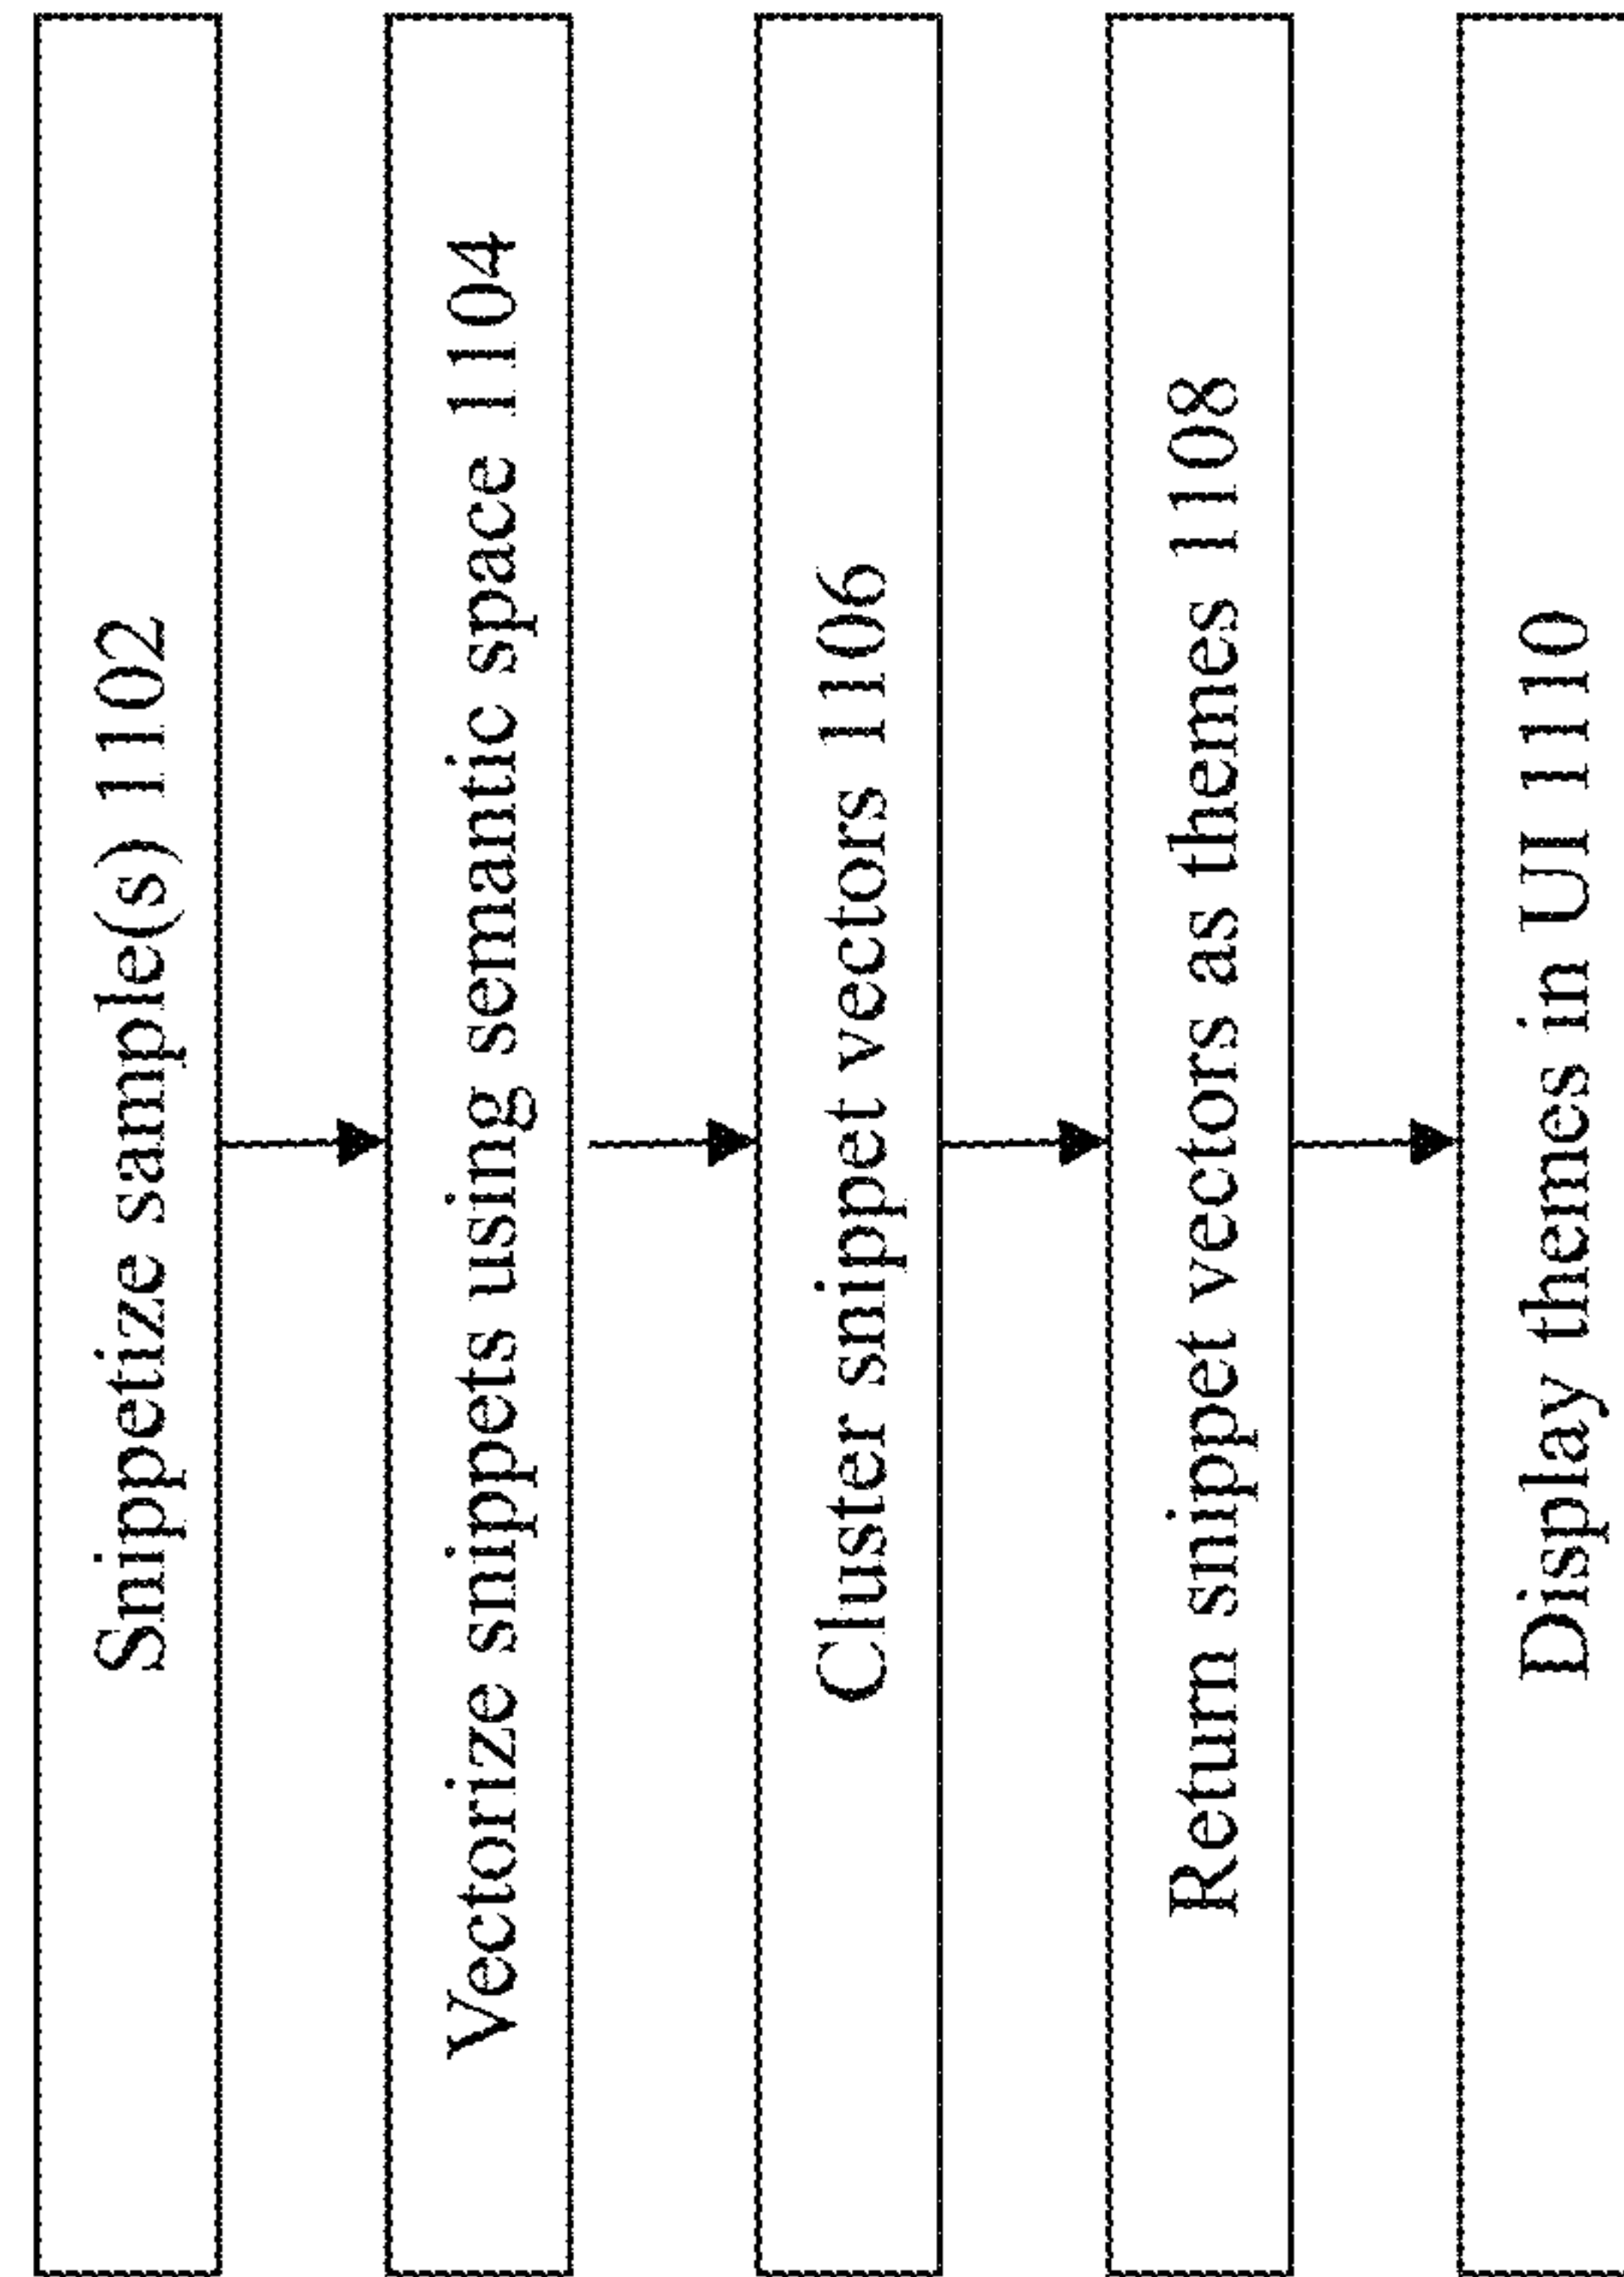 Snippetize sample(s) 1102
Vectorize snippets using semantic space 1104
Cluster snippet vectors 1106
Return snippet vectors as themes 1108
Display themes in UI 1110